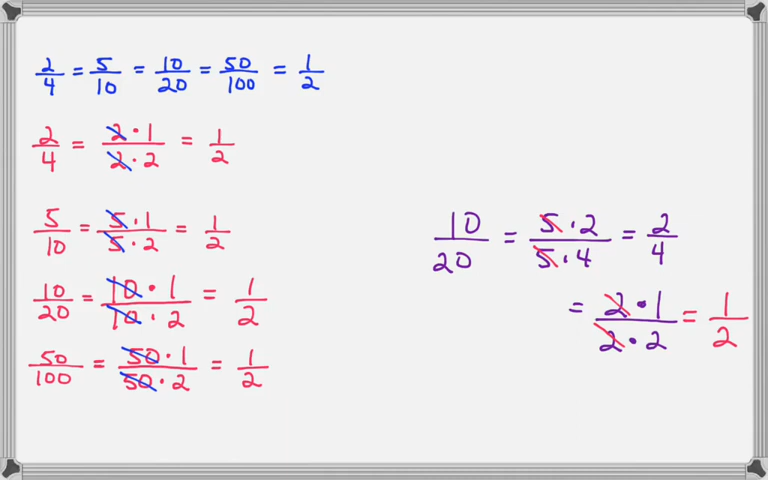 2/4 = 5/10 = 10/20 = 50/100 = 1/2
2/4 = 2·1/2·2 = 1/2
5/10 = 5·1/5·2 = 1/2
10/20 = 10·1/10·2 = 1/2
50/100 = 50·1/50·2 = 1/2
10/20 = 5·2/5·4 = 2/4
= 2·1/2·2 = 1/2